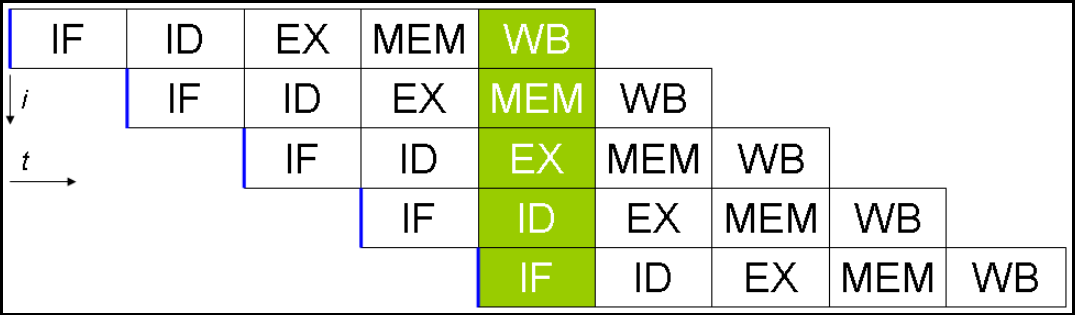 IF ID EX MEM WB
i IF ID EX MEM WB
t IF ID EX MEM WB
IF ID EX MEM WB
IF ID EX MEM WB